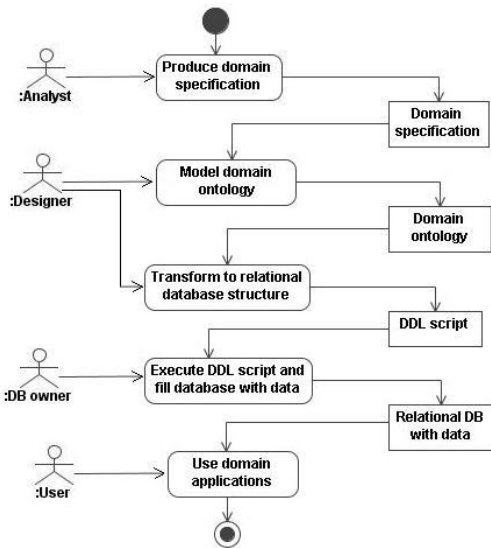 Produce domain
specification
:Analyst
Domain
specification
Model domain
ontology
:Designer
Domain
ontology
Transform to relational
database structure
DDL script
Execute DDL script and
fill database with data
:DB owner
Relational DB
with data
Use domain
applications
:User